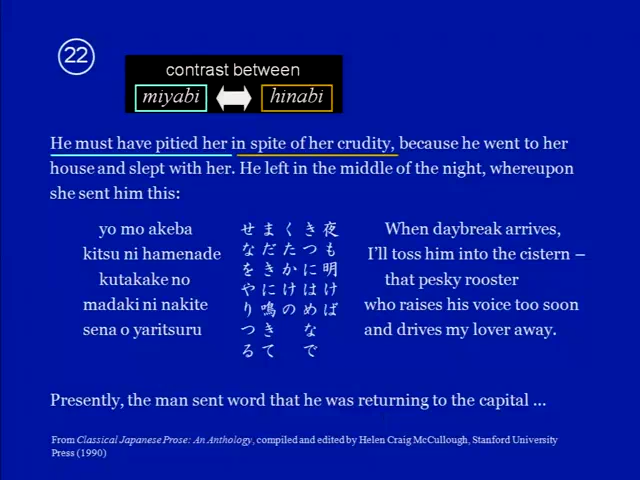 22
contrast between
miyabi
hinabi
He must have pitied her in spite of her crudity, because he went to her
house and slept with her. He left in the middle of the night, whereupon
she sent him this:
yo mo akeba
kitsu ni hamenade
kutakake no
madaki ni nakite
sena o yaritsuru
夜も明けば
きつにはめなで
くたかけの
まだきに鳴きて
せなをやりつる
When daybreak arrives,
I'll toss him into the cistern –
that pesky rooster
who raises his voice too soon
and drives my lover away.
Presently, the man sent word that he was returning to the capital ...
From Classical Japanese Prose: An Anthology, compiled and edited by Helen Craig McCullough, Stanford University
Press (1990)